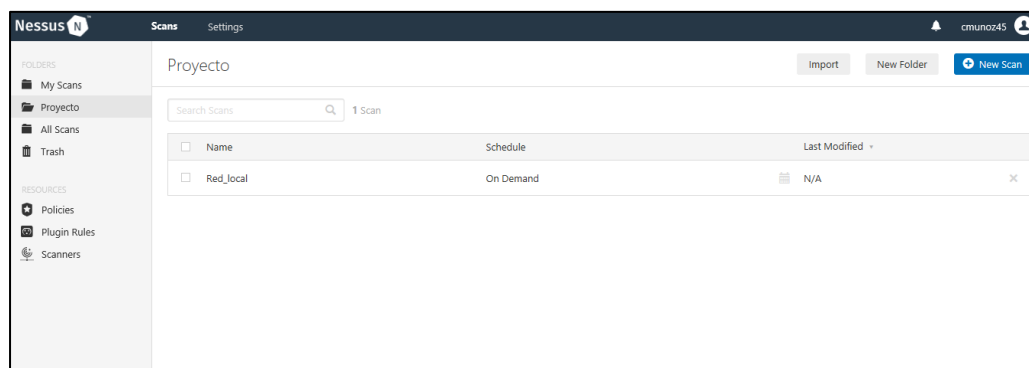 Nessus N Scans Settings cmunoz45
FOLDERS
My Scans
Proyecto
All Scans
Trash
RESOURCES
Policies
Plugin Rules
Scanners
Proyecto Import New Folder New Scan
Search Scans 1 Scan
Name Schedule Last Modified
Red_local On Demand N/A